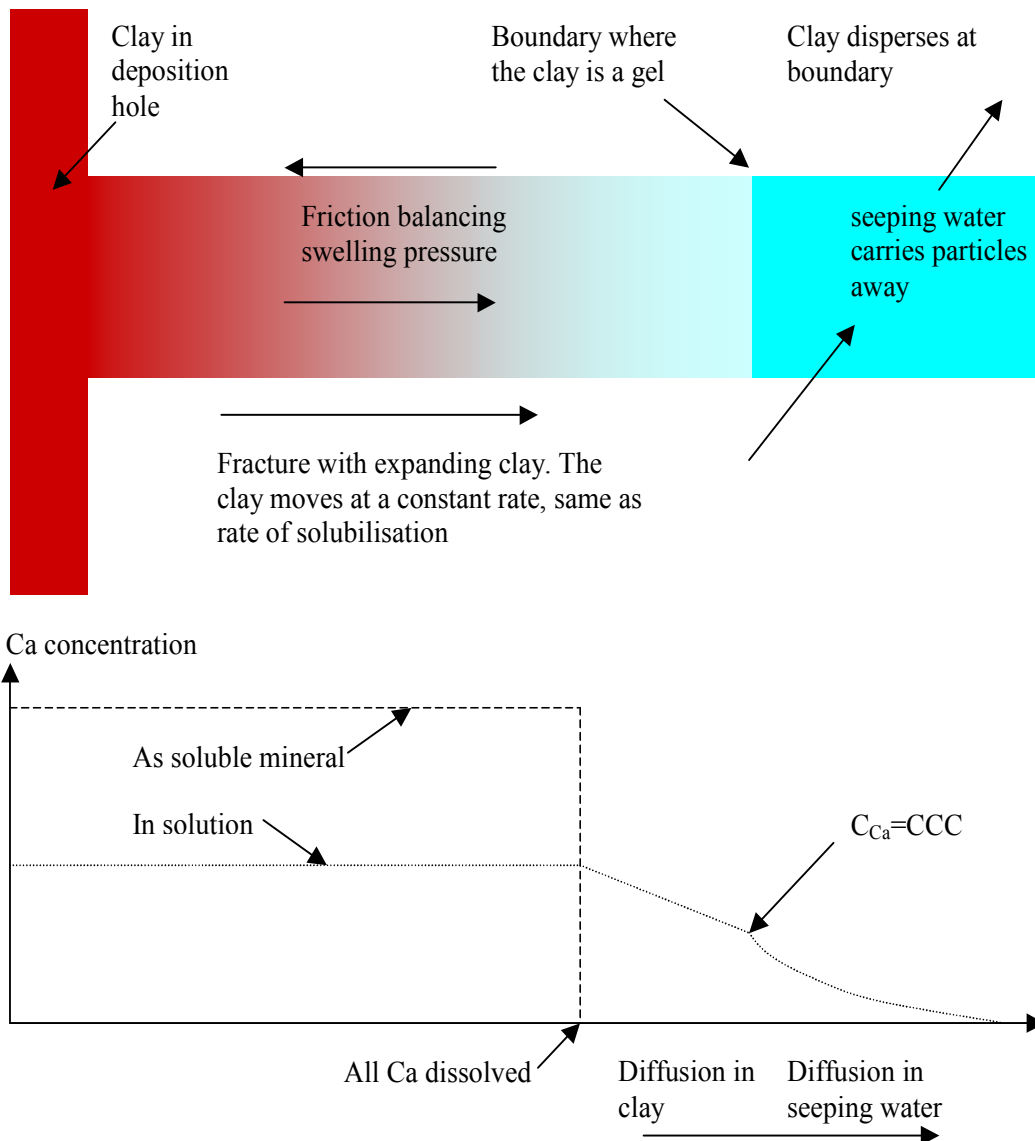 Clay in
deposition
hole
Boundary where
the clay is a gel
Clay disperses at
boundary
Friction balancing
swelling pressure
seeping water
carries particles
away
Fracture with expanding clay. The
clay moves at a constant rate, same as
rate of solubilisation
Ca concentration
As soluble mineral
In solution
CCa=CCC
All Ca dissolved
Diffusion in
clay
Diffusion in
seeping water